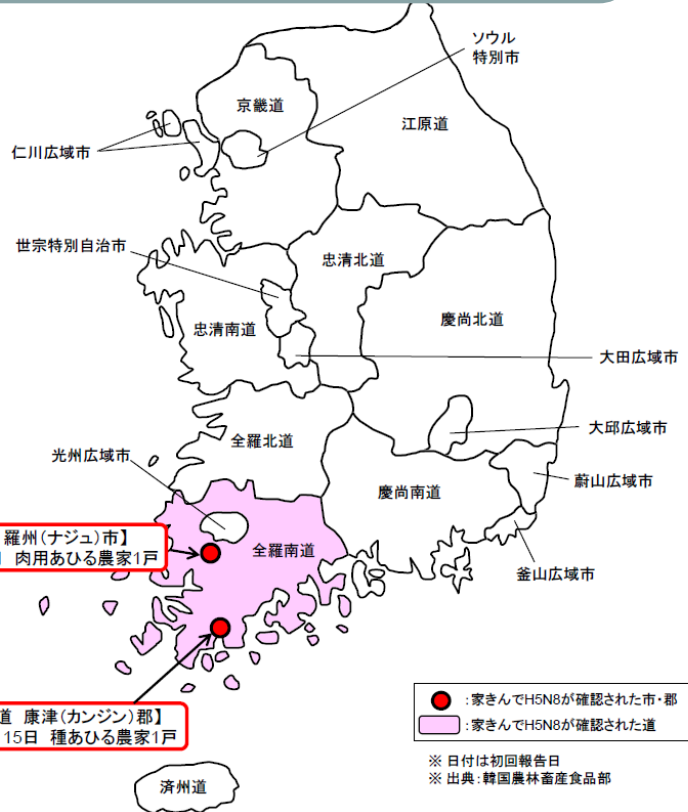 ソウル
特別市
京畿道
江原道
仁川広域市
世宗特別自治市
忠清北道
忠清南道
慶尚北道
大田広域市
全羅北道
大邱広域市
光州広域市
蔚山広域市
慶尚南道
羅州(ナジュ)市】
肉用あひる農家1戸
全羅南道
釜山広域市
道 康津(カンジン)郡】
15日 種あひる農家1戸
:家きんでH5N8が確認された市・郡
:家きんでH5N8が確認された道
※ 日付は初回報告日
※ 出典:韓国農林畜産食品部
済州道